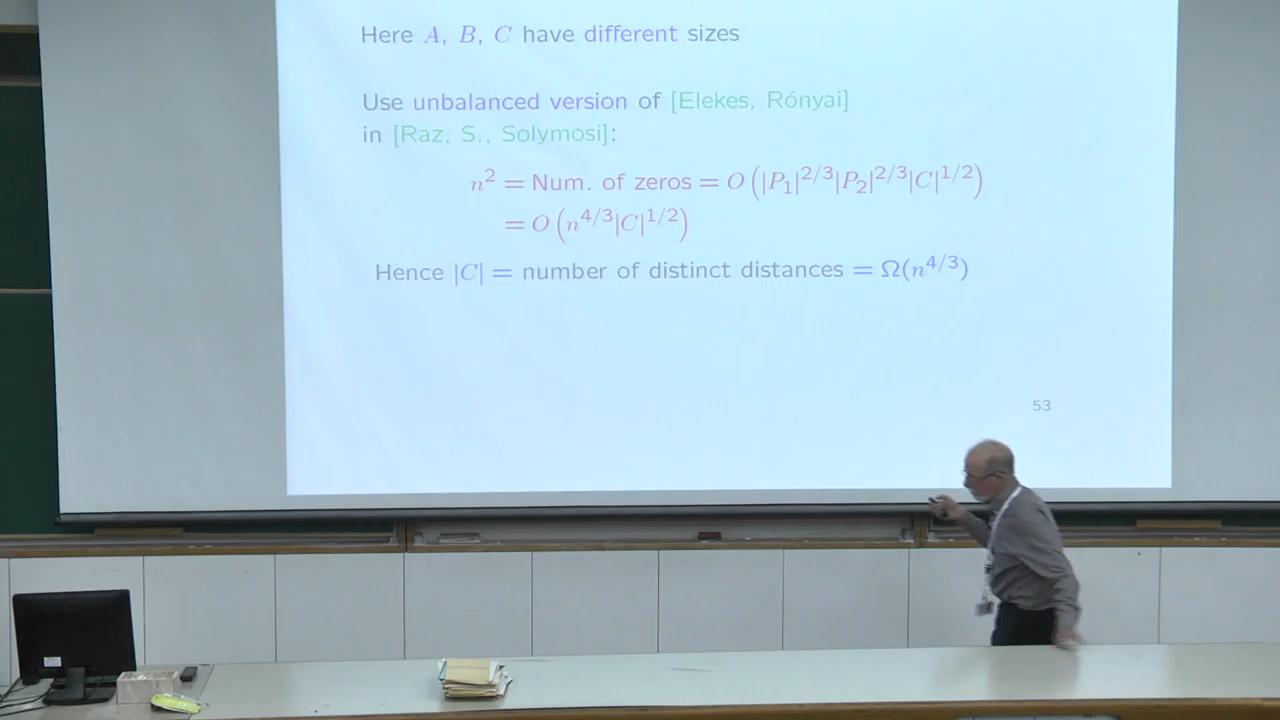 Here A, B, C have different sizes
Use unbalanced version of [Elekes, Rónyai]
in [Raz, S., Solymosi]:
n² = Num. of zeros = O(|P₁|^{2/3}|P₂|^{2/3}|C|^{1/2})
= O(n^{4/3}|C|^{1/2})
Hence |C| = number of distinct distances = Ω(n^{4/3})
53